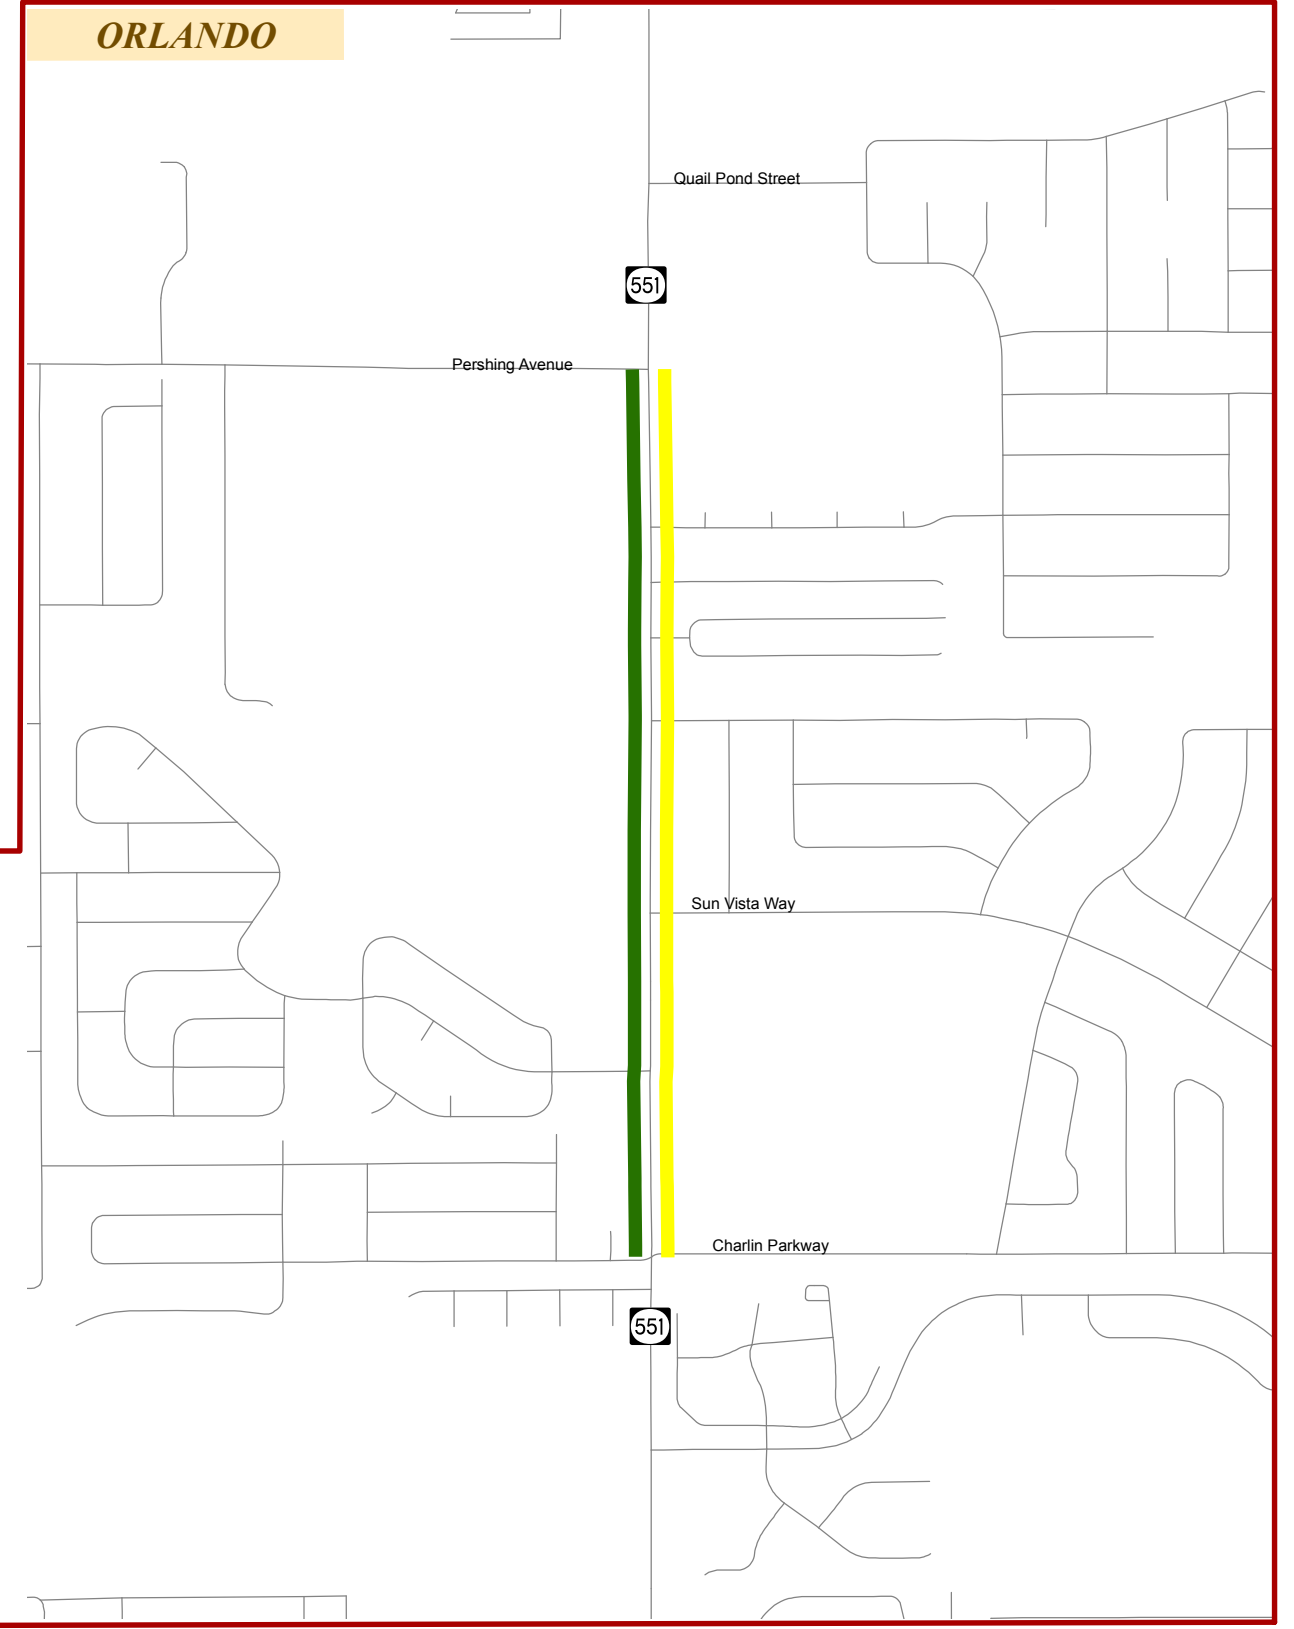 ORLANDO
Quail Pond Street
551
Pershing Avenue
Sun Vista Way
Charlin Parkway
551